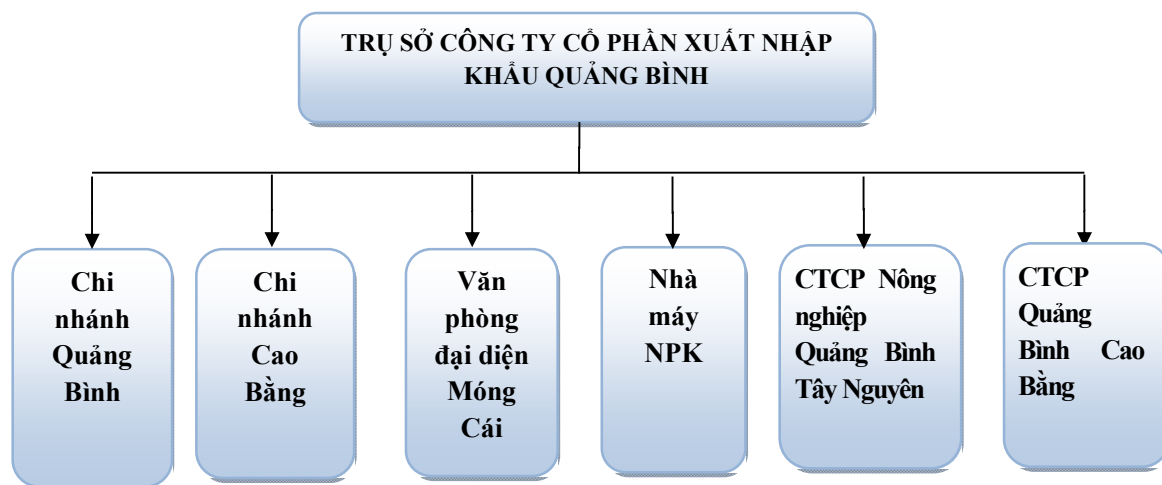 TRỤ SỞ CÔNG TY CỔ PHẦN XUẤT NHẬP
KHẨU QUẢNG BÌNH
Chi
nhánh
Quảng
Bình
Chi
nhánh
Cao
Bằng
Văn
phòng
đại diện
Móng
Cái
Nhà
máy
NPK
CTCP Nông
nghiệp
Quảng Bình
Tây Nguyên
CTCP
Quảng
Bình Cao
Bằng